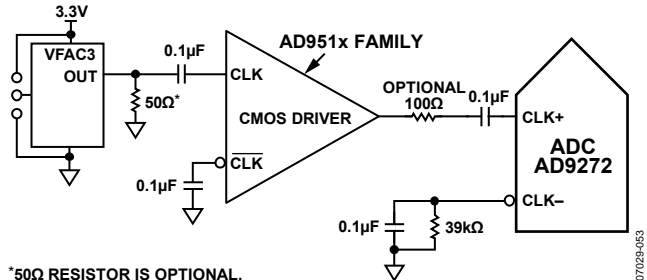 3.3V
VFAC3
OUT
0.1µF
50Ω*
AD951x FAMILY
CLK
CMOS DRIVER
CLK
0.1µF
OPTIONAL
100Ω
0.1µF
CLK+
ADC
AD9272
CLK–
0.1µF
39kΩ
*50Ω RESISTOR IS OPTIONAL.
07029-053